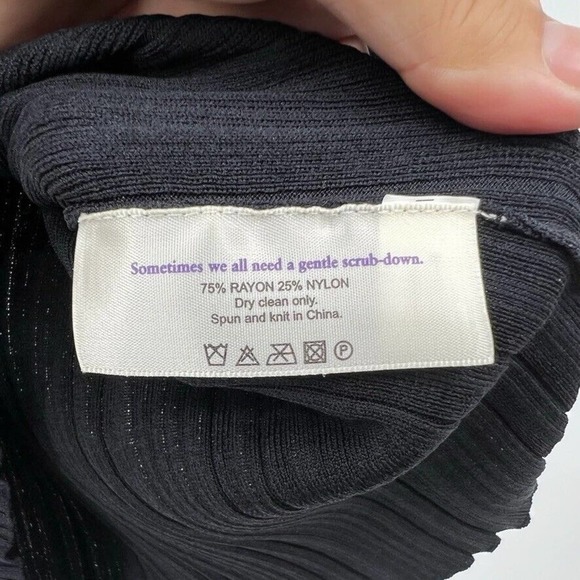 Sometimes we all need a gentle scrub-down.
75% RAYON 25% NYLON
Dry clean only.
Spun and knit in China.
P